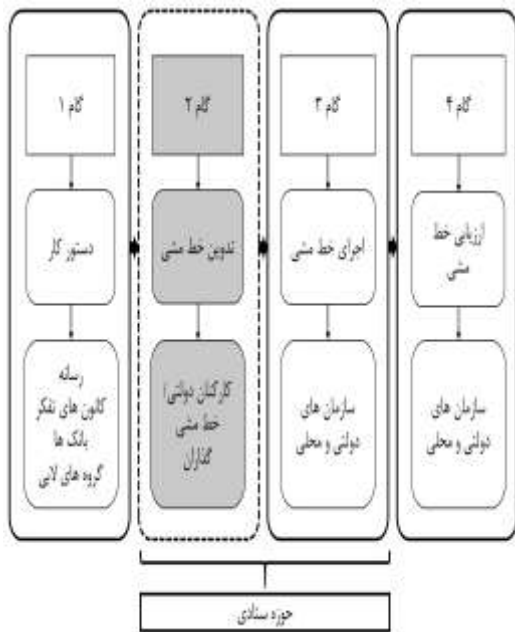 گام ۱
دستور کار
رسانه
کانون های تفکر
بانک ها
گروه های لابی
گام ۲
تدوین خط مشی
کارکنان دولتی/
خط مشی
گذاران
گام ۳
اجرای خط مشی
سازمان های
دولتی و محلی
گام ۴
ارزیابی خط
مشی
سازمان های
دولتی و محلی
حوزه ستادی